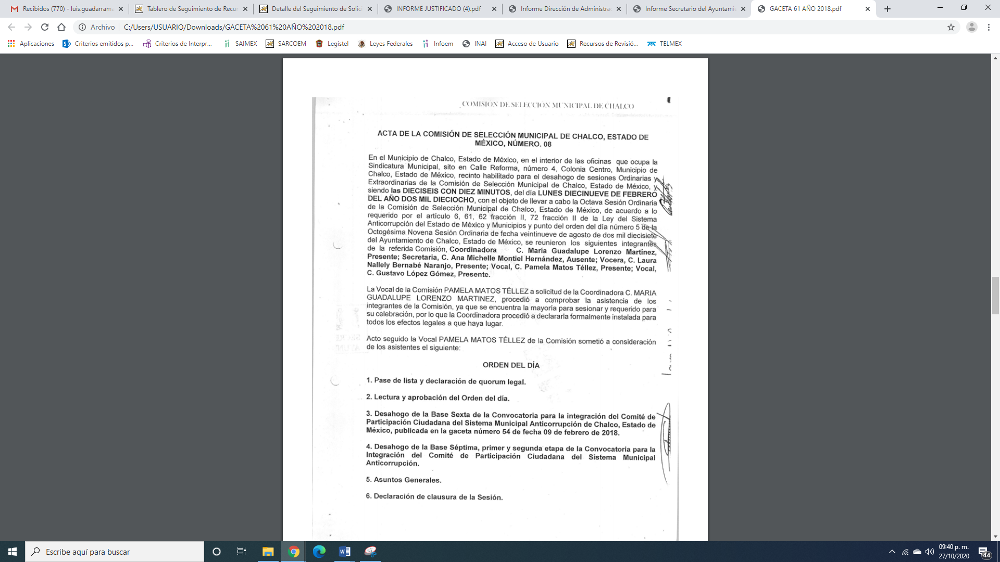 Recibidos (770) - luis.guadarrama
Tablero de Seguimiento de Recur
Detalle del Seguimiento de Solici
INFORME JUSTIFICADO (4).pdf
Informe Dirección de Administra
Informe Secretario del Ayuntami
GACETA 61 AÑO 2018.pdf
Archivo C:/Users/USUARIO/Downloads/GACETA%2061%20AÑO%202018.pdf
Aplicaciones Criterios emitidos p... Criterios de Interpr... SAIMEX SARCOEM Legistel Leyes Federales Infoem INAI Acceso de Usuario Recursos de Revisió... TELMEX
COMISIÓN DE SELECCIÓN MUNICIPAL DE CHALCO
ACTA DE LA COMISIÓN DE SELECCIÓN MUNICIPAL DE CHALCO, ESTADO DE
MÉXICO, NÚMERO. 08
En el Municipio de Chalco, Estado de México, en el interior de las oficinas que ocupa la
Sindicatura Municipal, sito en Calle Reforma, número 4, Colonia Centro, Municipio de
Chalco, Estado de México, recinto habilitado para el desahogo de sesiones Ordinarias y
Extraordinarias de la Comisión de Selección Municipal de Chalco, Estado de México, y
siendo las DIECISEIS CON DIEZ MINUTOS, del día LUNES DIECINUEVE DE FEBRERO
DEL AÑO DOS MIL DIECIOCHO, con el objeto de llevar a cabo la Octava Sesión Ordinaria
de la Comisión de Selección Municipal de Chalco, Estado de México, de acuerdo a lo
requerido por el artículo 6, 61, 62 fracción II, 72 fracción II de la Ley del Sistema
Anticorrupción del Estado de México y Municipios y punto del orden del día número 5 de la
Octogésima Novena Sesión Ordinaria de fecha veintinueve de agosto de dos mil diecisiete
del Ayuntamiento de Chalco, Estado de México, se reunieron los siguientes integrantes
de la referida Comisión, Coordinadora C. María Guadalupe Lorenzo Martínez,
Presente; Secretaria, C. Ana Michelle Montiel Hernández, Ausente; Vocera, C. Laura
Nallely Bernabé Naranjo, Presente; Vocal, C. Pamela Matos Téllez, Presente; Vocal,
C. Gustavo López Gómez, Presente.
La Vocal de la Comisión PAMELA MATOS TÉLLEZ a solicitud de la Coordinadora C. MARIA
GUADALUPE LORENZO MARTINEZ, procedió a comprobar la asistencia de los
integrantes de la Comisión, ya que se encuentra la mayoría para sesionar y requerido para
su celebración, por lo que la Coordinadora procedió a declararla formalmente instalada para
todos los efectos legales a que haya lugar.
Acto seguido la Vocal PAMELA MATOS TÉLLEZ de la Comisión sometió a consideración
de los asistentes el siguiente:
ORDEN DEL DÍA
1. Pase de lista y declaración de quorum legal.
2. Lectura y aprobación del Orden del día.
3. Desahogo de la Base Sexta de la Convocatoria para la integración del Comité de
Participación Ciudadana del Sistema Municipal Anticorrupción de Chalco, Estado de
México, publicada en la gaceta número 54 de fecha 09 de febrero de 2018.
4. Desahogo de la Base Séptima, primer y segunda etapa de la Convocatoria para la
Integración del Comité de Participación Ciudadana del Sistema Municipal
Anticorrupción.
5. Asuntos Generales.
6. Declaración de clausura de la Sesión.
Escribe aquí para buscar
09:40 p. m.
27/10/2020
44